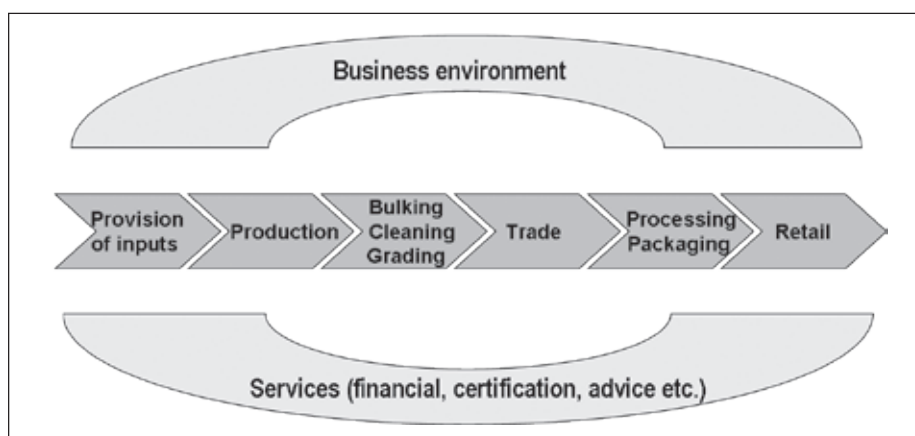 Business environment
Provision
of inputs
Production
Bulking
Cleaning
Grading
Trade
Processing
Packaging
Retail
Services (financial, certification, advice etc.)